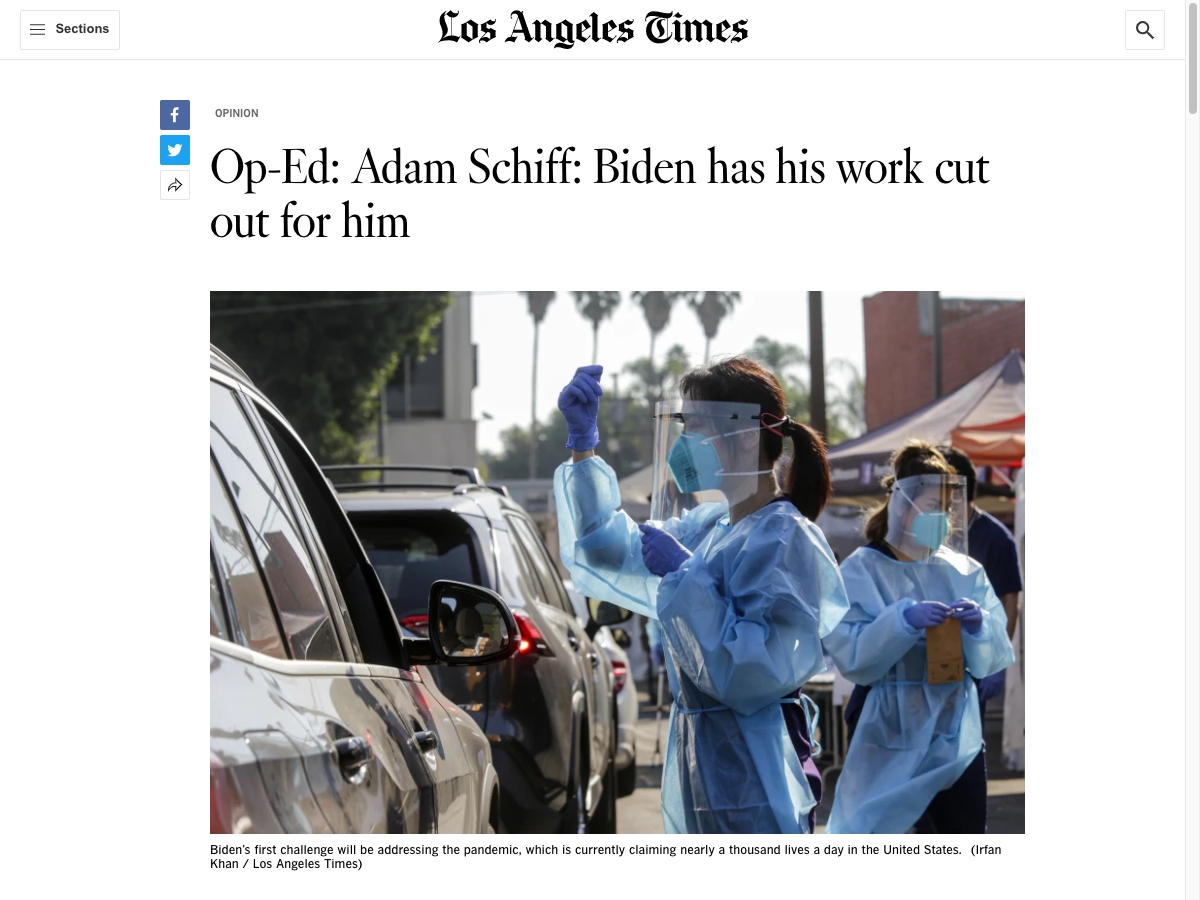 Sections
Los Angeles Times
OPINION
Op-Ed: Adam Schiff: Biden has his work cut
out for him
Biden’s first challenge will be addressing the pandemic, which is currently claiming nearly a thousand lives a day in the United States.  (Irfan
Khan / Los Angeles Times)